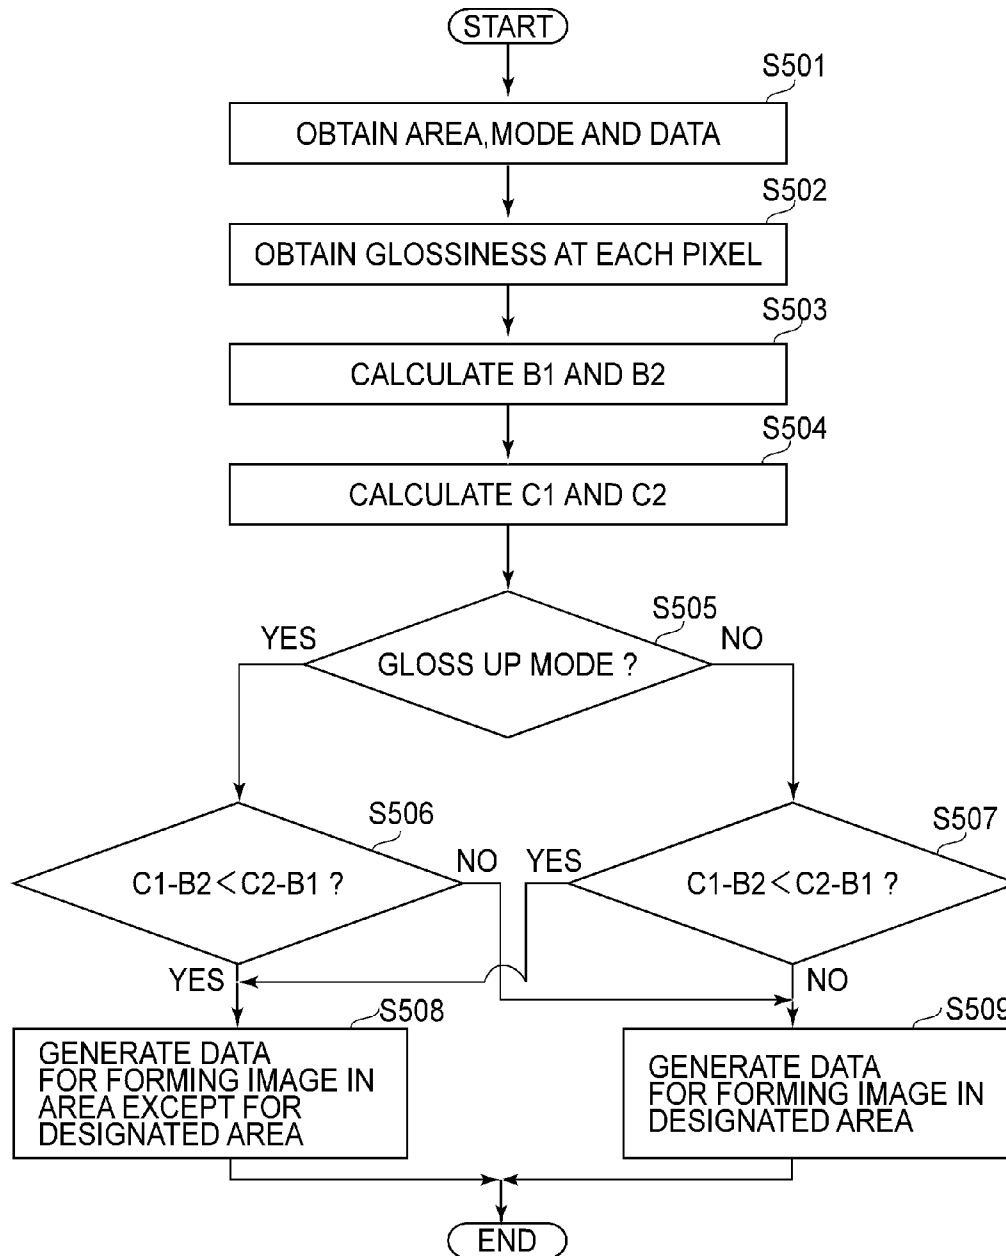 START
S501
OBTAIN AREA,MODE AND DATA
S502
OBTAIN GLOSSINESS AT EACH PIXEL
S503
CALCULATE B1 AND B2
S504
CALCULATE C1 AND C2
S505
YES
NO
GLOSS UP MODE ?
S506
S507
NO
YES
C1-B2<C2-B1 ?
C1-B2<C2-B1 ?
YES
NO
S508
S509
GENERATE DATA
FOR FORMING IMAGE IN
AREA EXCEPT FOR
DESIGNATED AREA
GENERATE DATA
FOR FORMING IMAGE IN
DESIGNATED AREA
END